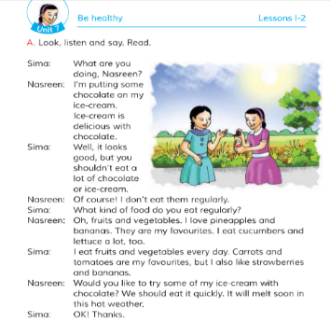 Unit 7
Be healthy
Lessons 1-2
A. Look, listen and say. Read.
Sima: What are you
doing, Nasreen?
Nasreen: I'm putting some
chocolate on my
ice-cream.
Ice-cream is
delicious with
chocolate.
Sima: Well, it looks
good, but you
shouldn't eat a
lot of chocolate
or ice-cream.
Nasreen: Of course! I don't eat them regularly.
Sima: What kind of food do you eat regularly?
Nasreen: Oh, fruits and vegetables. I love pineapples and
bananas. They are my favourites. I eat cucumbers and
lettuce a lot, too.
Sima: I eat fruits and vegetables every day. Carrots and
tomatoes are my favourites, but I also like strawberries
and bananas.
Nasreen: Would you like to try some of my ice-cream with
chocolate? We should eat it quickly. It will melt soon in
this hot weather.
Sima: OK! Thanks.